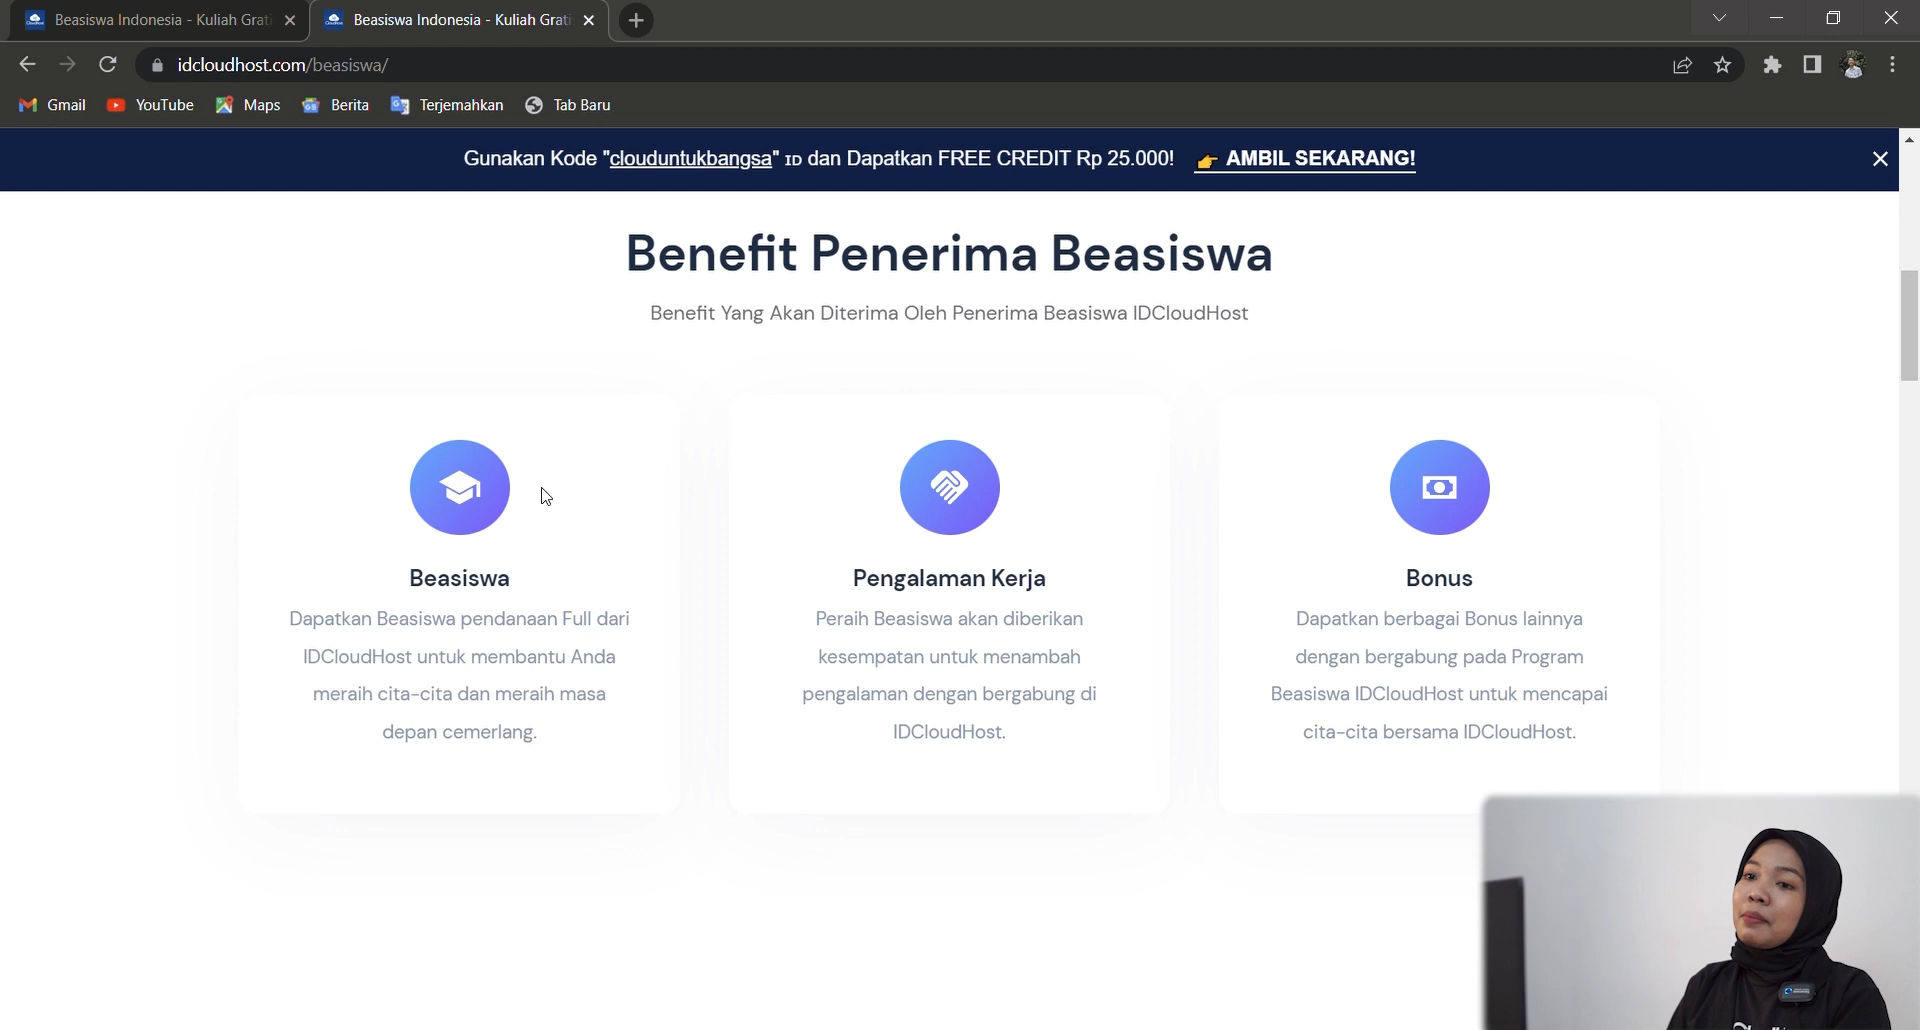 Beasiswa Indonesia - Kuliah Grati
Beasiswa Indonesia - Kuliah Grati
idcloudhost.com/beasiswa/
Gmail
YouTube
Maps
Berita
Terjemahkan
Tab Baru
Gunakan Kode "clouduntukbangsa" ID dan Dapatkan FREE CREDIT Rp 25.000! 👉 AMBIL SEKARANG!
Benefit Penerima Beasiswa
Benefit Yang Akan Diterima Oleh Penerima Beasiswa IDCloudHost
Beasiswa
Dapatkan Beasiswa pendanaan Full dari
IDCloudHost untuk membantu Anda
meraih cita-cita dan meraih masa
depan cemerlang.
Pengalaman Kerja
Peraih Beasiswa akan diberikan
kesempatan untuk menambah
pengalaman dengan bergabung di
IDCloudHost.
Bonus
Dapatkan berbagai Bonus lainnya
dengan bergabung pada Program
Beasiswa IDCloudHost untuk mencapai
cita-cita bersama IDCloudHost.